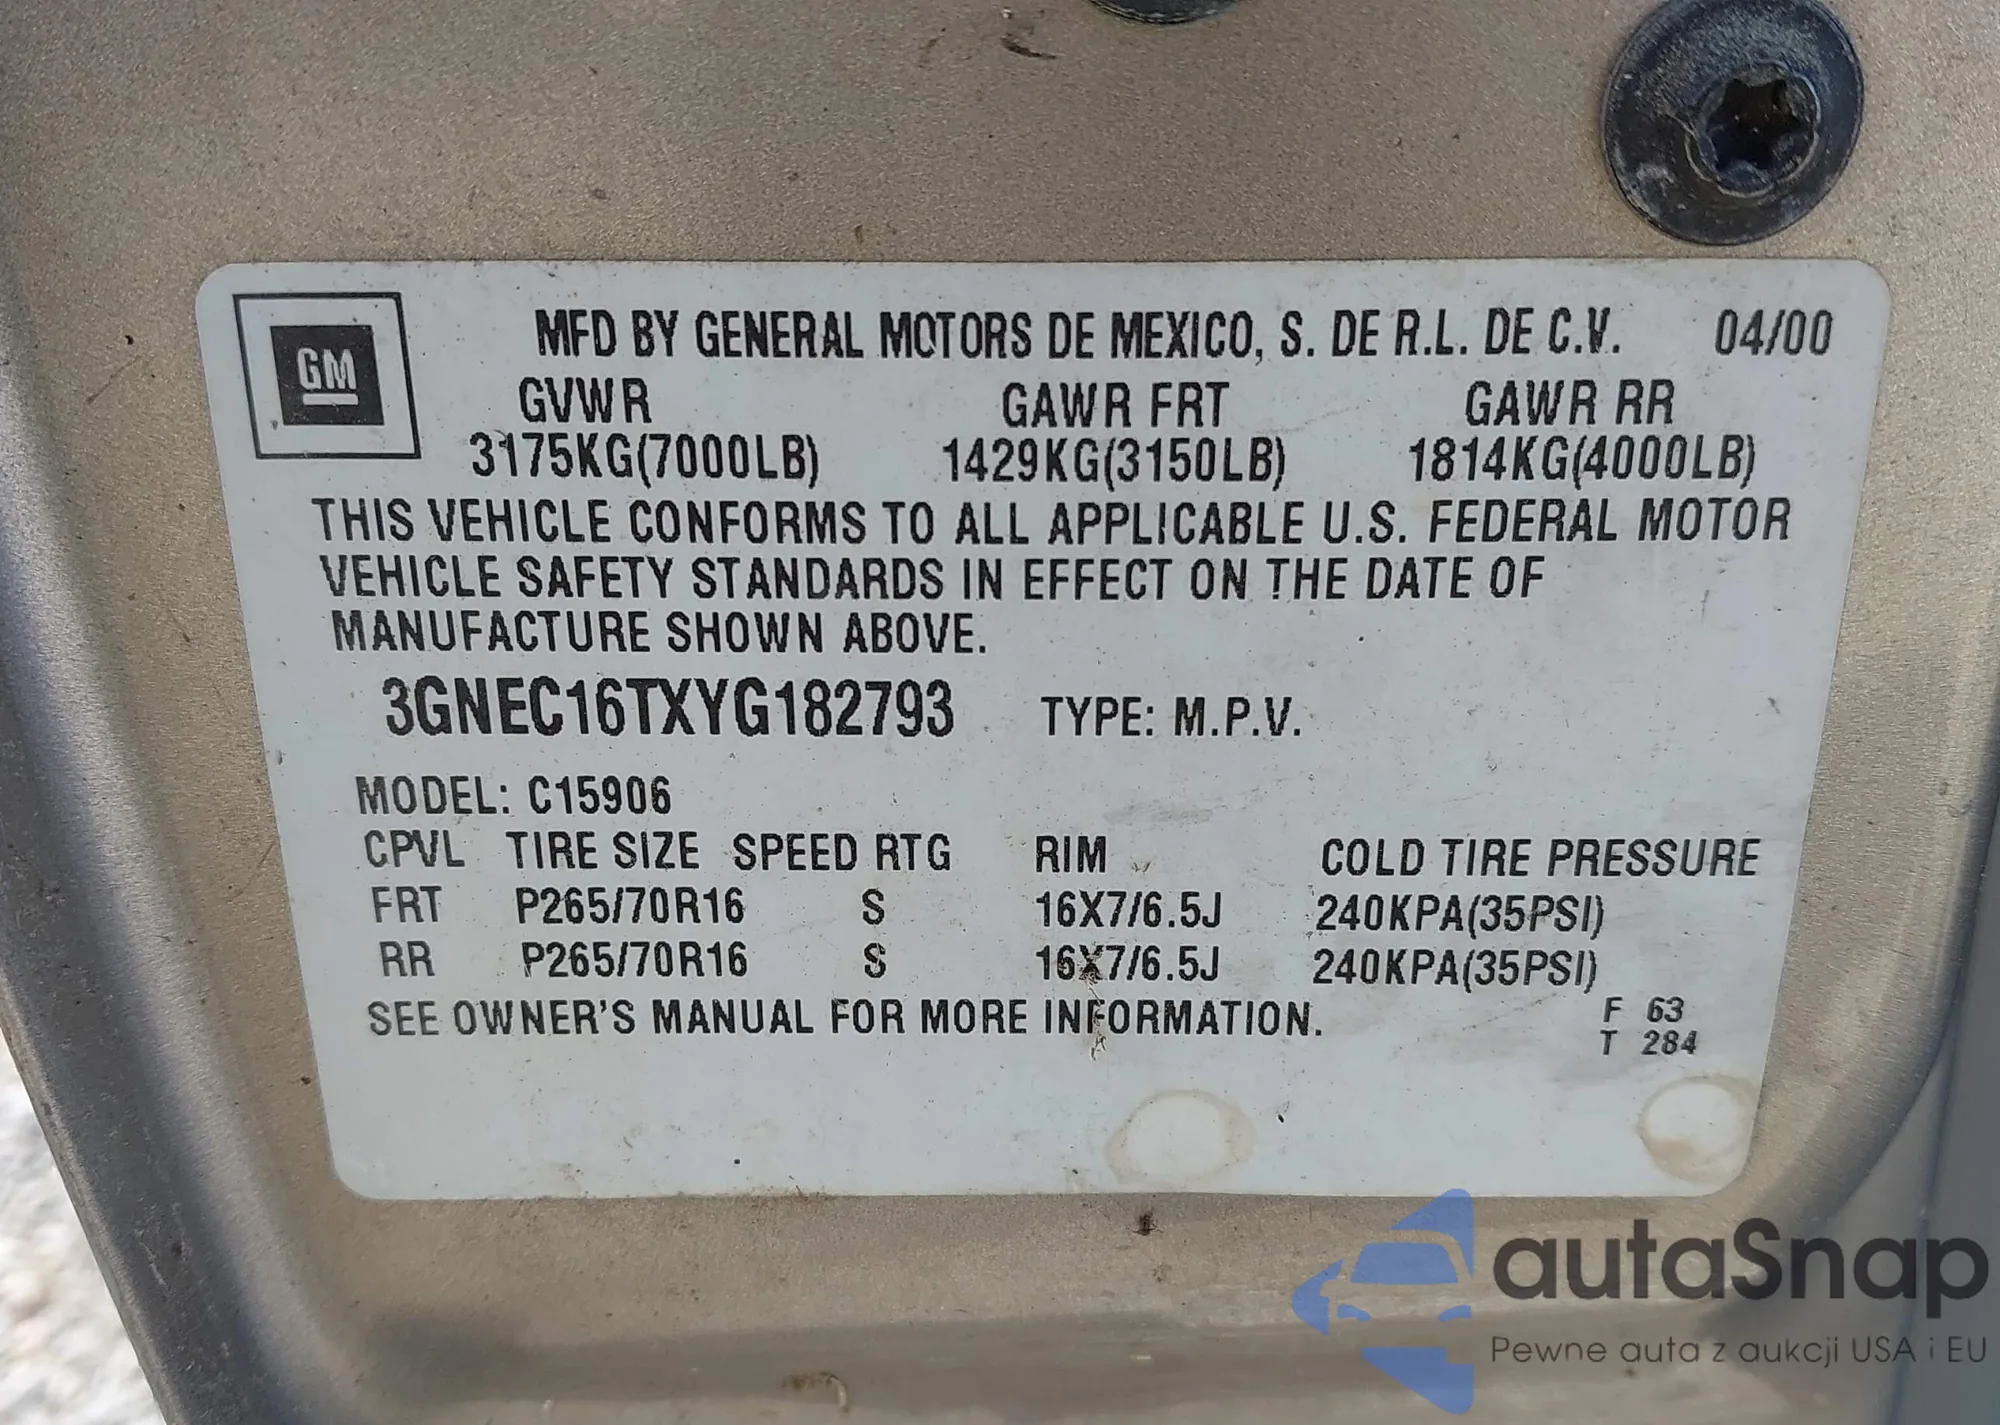 GM
MFD BY GENERAL MOTORS DE MEXICO, S. DE R.L. DE C.V. 04/00
GVWR GAWR FRT GAWR RR
3175KG(7000LB) 1429KG(3150LB) 1814KG(4000LB)
THIS VEHICLE CONFORMS TO ALL APPLICABLE U.S. FEDERAL MOTOR
VEHICLE SAFETY STANDARDS IN EFFECT ON THE DATE OF
MANUFACTURE SHOWN ABOVE.
3GNEC16TXYG182793 TYPE: M.P.V.
MODEL: C15906
CPVL TIRE SIZE SPEED RTG RIM COLD TIRE PRESSURE
FRT P265/70R16 S 16X7/6.5J 240KPA(35PSI)
RR P265/70R16 S 16X7/6.5J 240KPA(35PSI)
SEE OWNER'S MANUAL FOR MORE INFORMATION.
F 63
T 284
autaSnap
Pewne auta z aukcji USA i EU